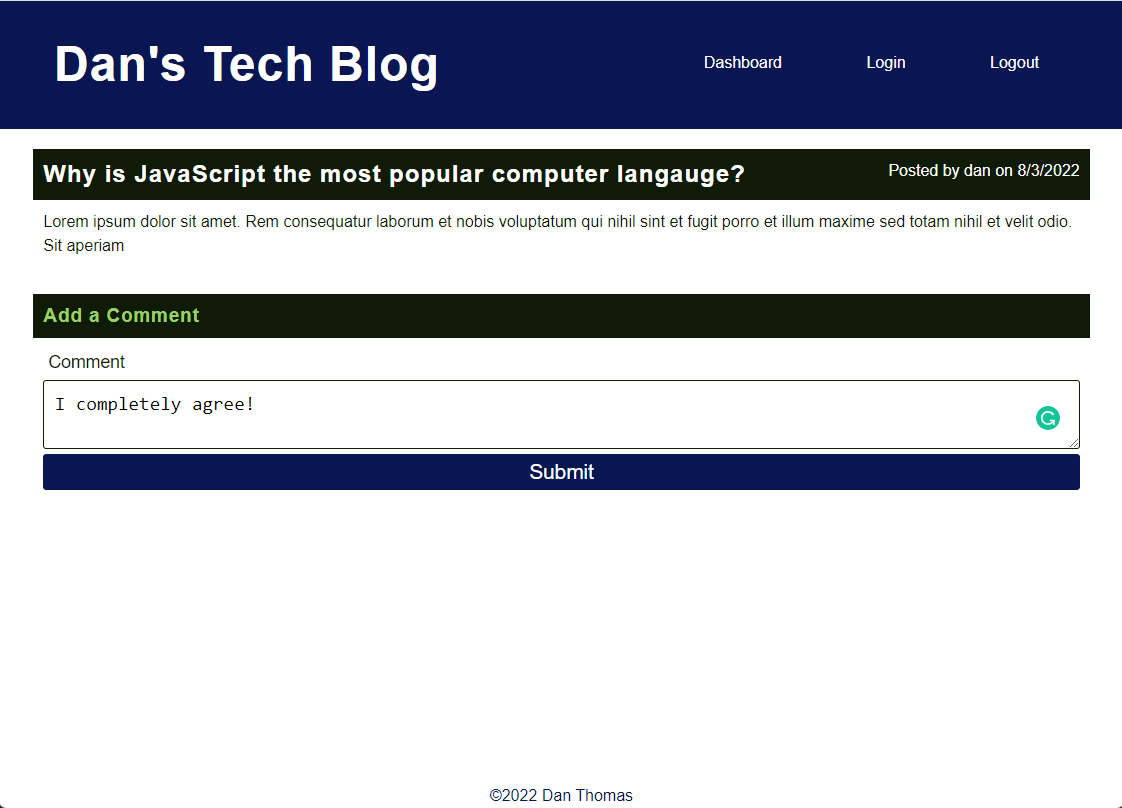 Dan's Tech Blog
Dashboard Login Logout
Why is JavaScript the most popular computer langauge?
Posted by dan on 8/3/2022
Lorem ipsum dolor sit amet. Rem consequatur laborum et nobis voluptatum qui nihil sint et fugit porro et illum maxime sed totam nihil et velit odio.
Sit aperiam
Add a Comment
Comment
I completely agree!
Submit
©2022 Dan Thomas